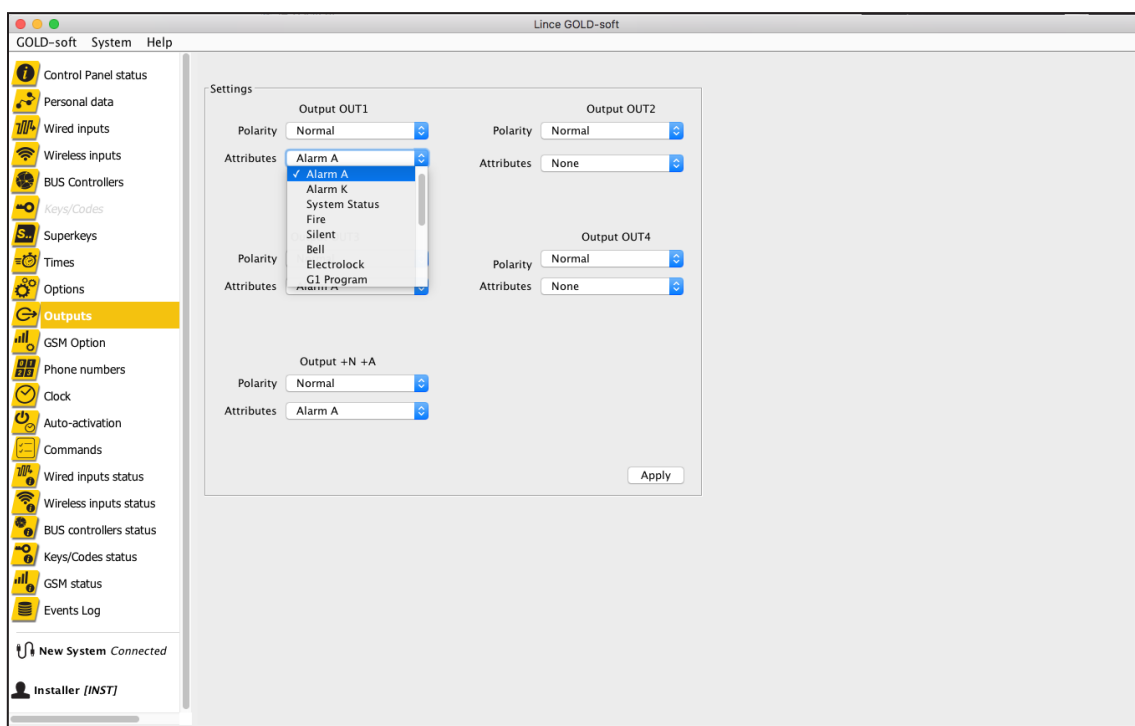 Lince GOLD-soft
GOLD-soft System Help
Control Panel status
Personal data
Wired inputs
Wireless inputs
BUS Controllers
Keys/Codes
S..
Superkeys
Times
Options
Outputs
GSM Option
Phone numbers
Clock
Auto-activation
Commands
Wired inputs status
Wireless inputs status
BUS controllers status
Keys/Codes status
GSM status
Events Log
New System Connected
Installer [INST]
Settings
Output OUT1
Polarity Normal
Attributes Alarm A
✓ Alarm A
Alarm K
System Status
Fire
Silent
Bell
Electrolock
G1 Program
Output OUT2
Polarity Normal
Attributes None
Polarity
Attributes Alarm A
Output OUT4
Polarity Normal
Attributes None
Output +N +A
Polarity Normal
Attributes Alarm A
Apply